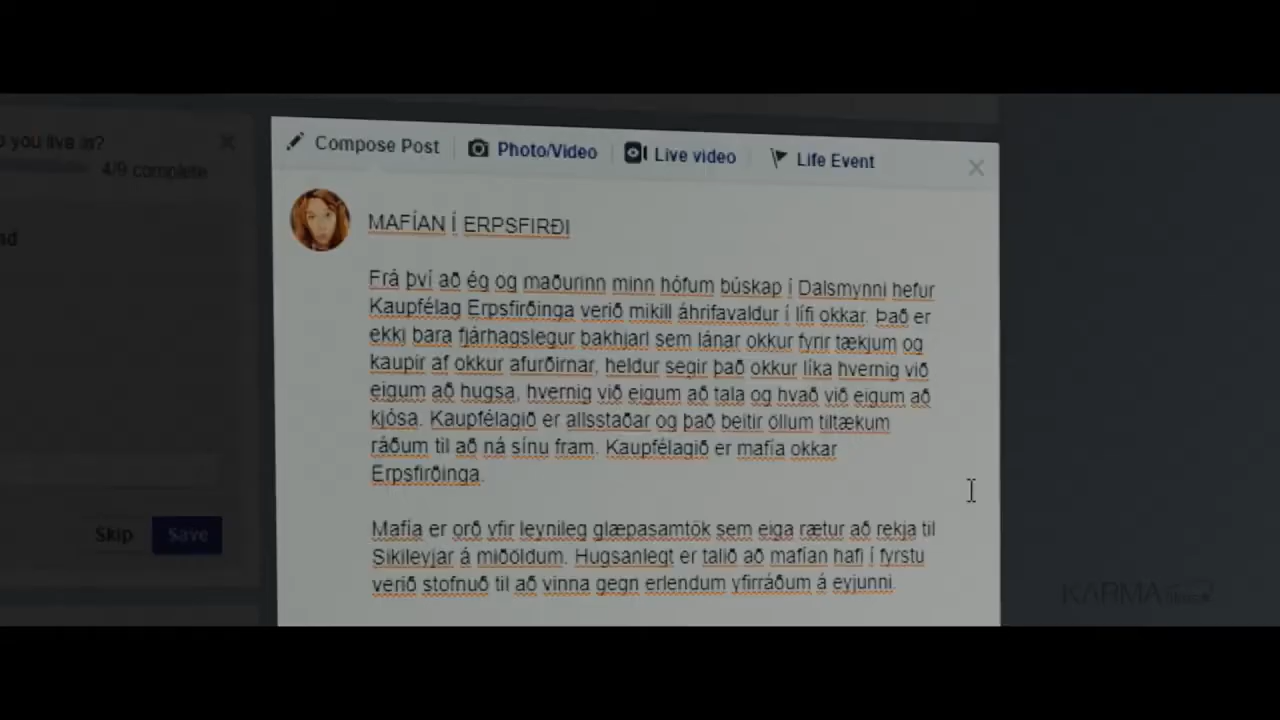 o you live in?
4/9 complete
nd
Skip
Save
Compose Post
Photo/Video
Live video
Life Event
MAFÍAN Í ERPSFIRÐI
Frá því að ég og maðurinn minn hófum búskap í Dalsmynni hefur
Kaupfélag Erpsfirðinga verið mikill áhrifavaldur í lífi okkar. Það er
ekki bara fjárhagslegur bakhjarl sem lánar okkur fyrir tækjum og
kaupir af okkur afurðirnar, heldur segir það okkur líka hvernig við
eigum að hugsa, hvernig við eigum að tala og hvað við eigum að
kjósa. Kaupfélagið er allsstaðar og það beitir öllum tiltækum
ráðum til að ná sínu fram. Kaupfélagið er mafía okkar
Erpsfirðinga.
Mafía er orð yfir leynileg glæpasamtök sem eiga rætur að rekja til
Sikileyjar á miðöldum. Hugsanlegt er talið að mafían hafi í fyrstu
verið stofnuð til að vinna gegn erlendum yfirráðum á eyjunni.
KARMA